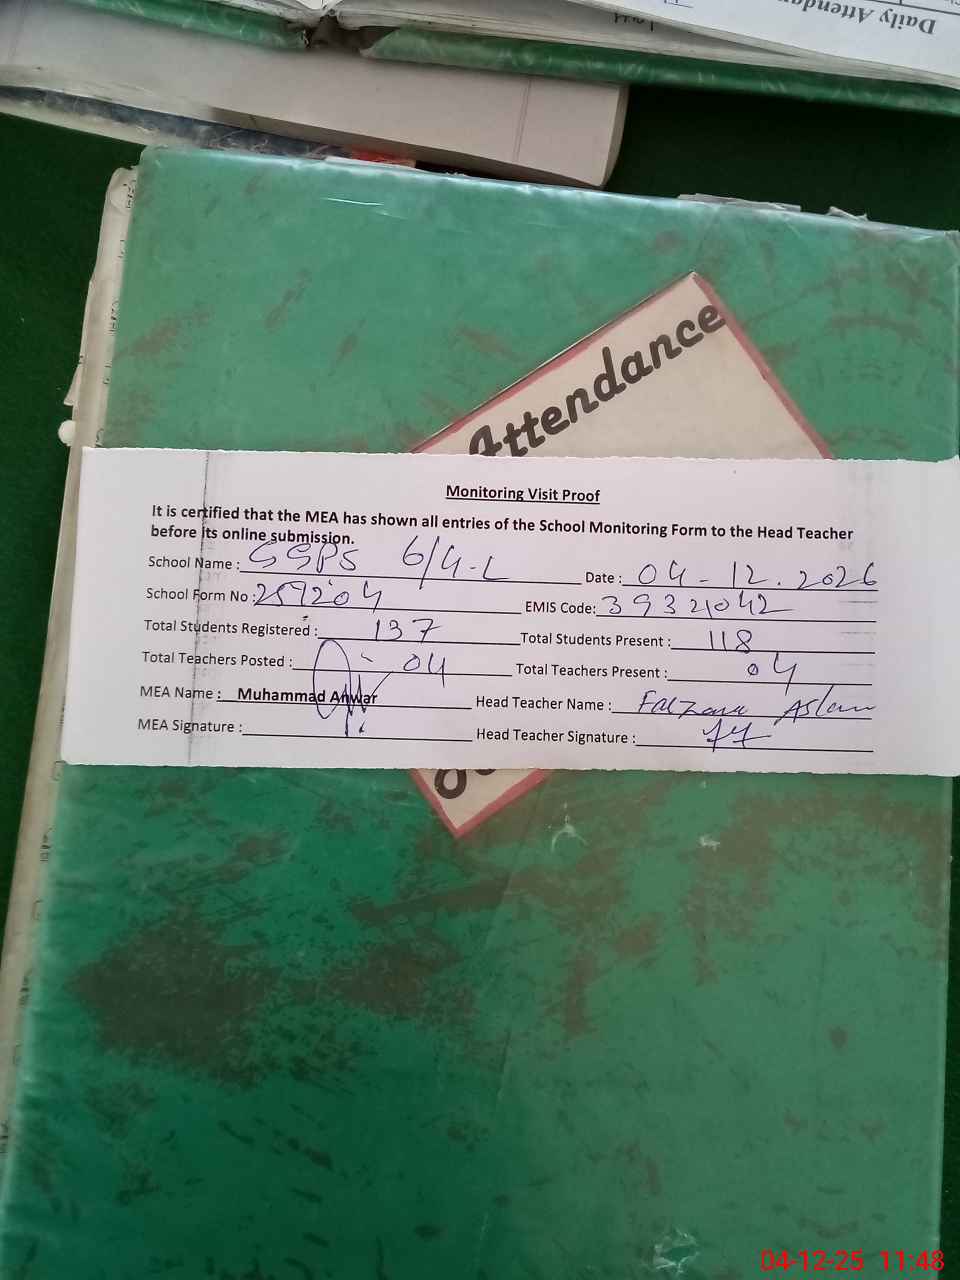 Daily Attendan
Attendance
Monitoring Visit Proof
It is certified that the MEA has shown all entries of the School Monitoring Form to the Head Teacher
before its online submission.
School Name : GGPS 6/4-L Date : 04-12.2026
School Form No : 259204 EMIS Code: 39321042
Total Students Registered : 137 Total Students Present : 118
Total Teachers Posted : 04 Total Teachers Present : 04
MEA Name : Muhammad Anwar Head Teacher Name : Farzana Aslam
MEA Signature : Head Teacher Signature :
04-12-25 11:48